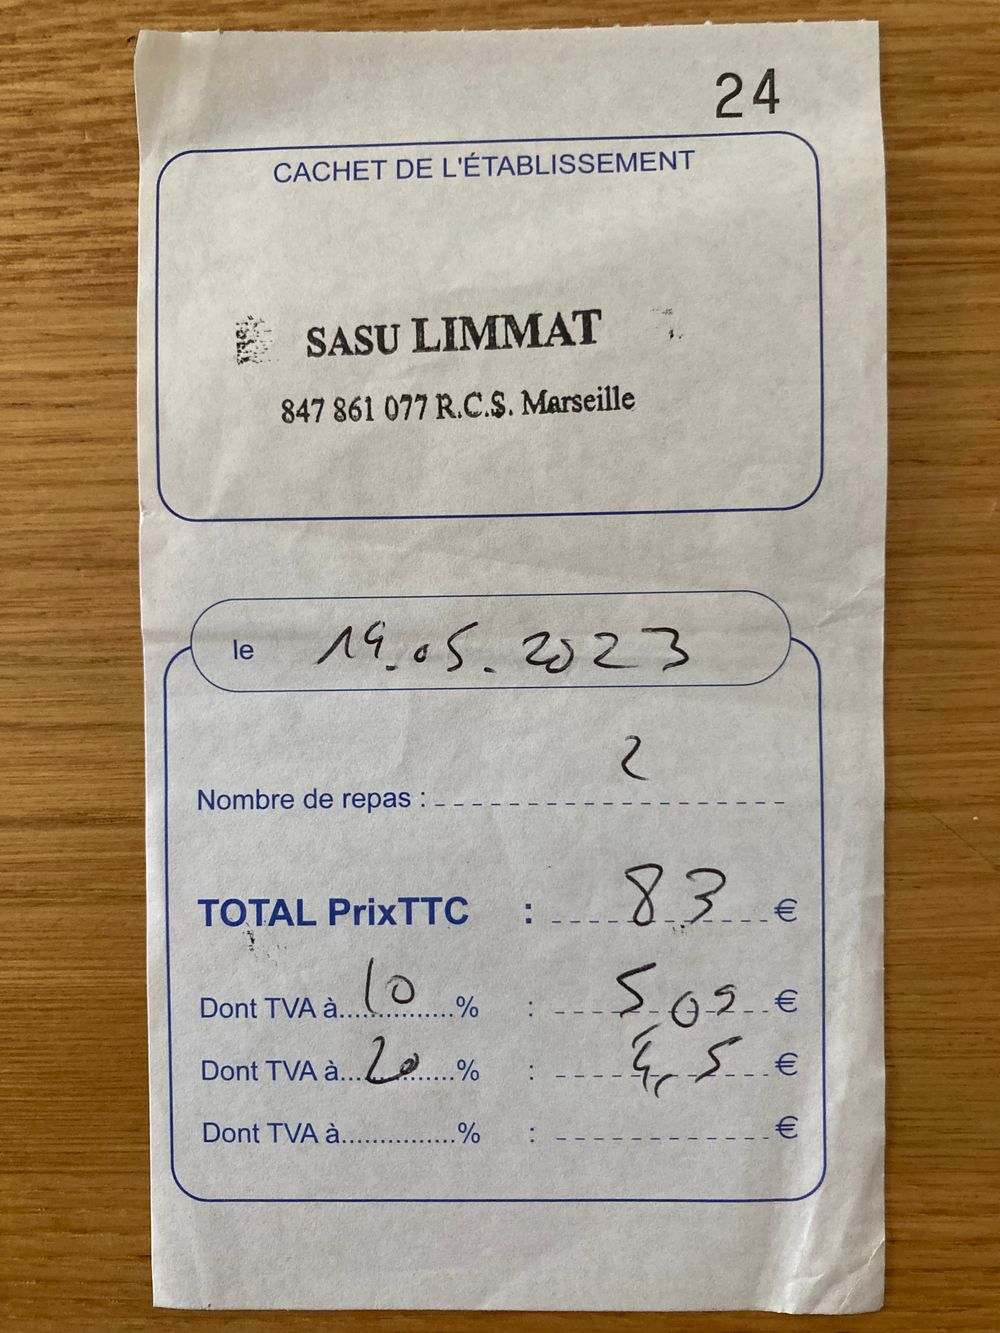 24
CACHET DE L'ÉTABLISSEMENT
SASU LIMMAT
847 861 077 R.C.S. Marseille
le 19.05.2023
2
Nombre de repas :
TOTAL PrixTTC : 83 €
Dont TVA à 10 % : 5,09 €
Dont TVA à 20 % : 4,5 €
Dont TVA à ............... % : €